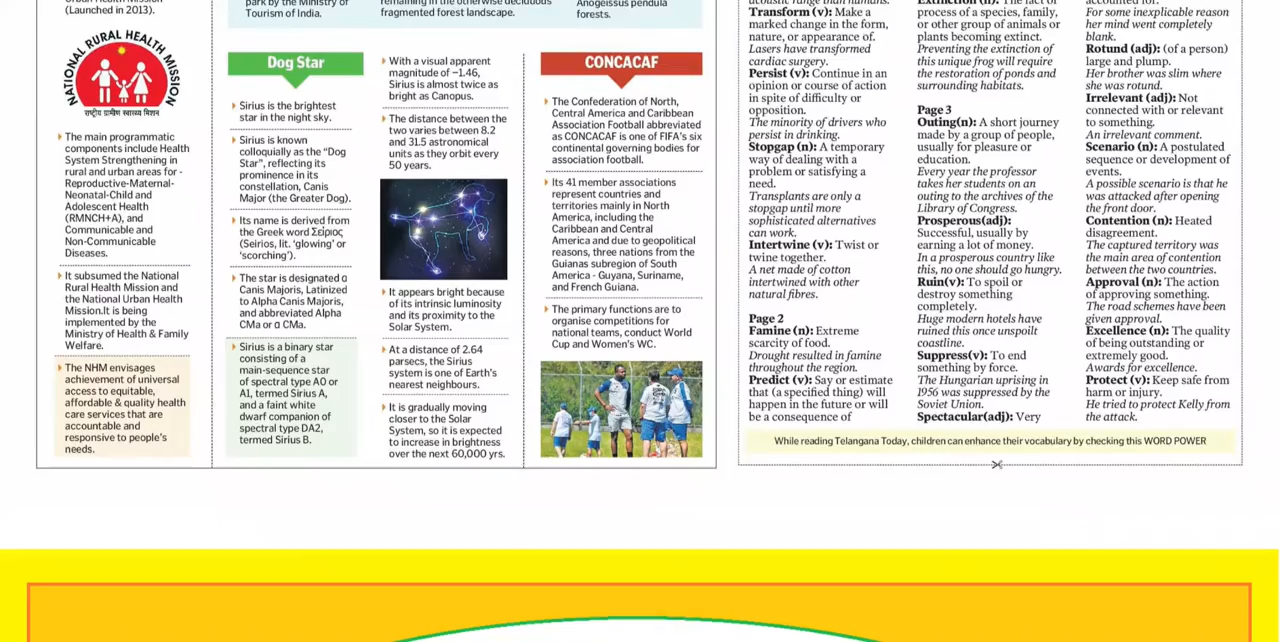 (Launched in 2013).
NATIONAL RURAL HEALTH MISSION
राष्ट्रीय ग्रामीण स्वास्थ्य मिशन
The main programmatic
components include Health
System Strengthening in
rural and urban areas for -
Reproductive-Maternal-
Neonatal-Child and
Adolescent Health
(RMNCH+A), and
Communicable and
Non-Communicable
Diseases.
It subsumed the National
Rural Health Mission and
the National Urban Health
Mission.It is being
implemented by the
Ministry of Health & Family
Welfare.
The NHM envisages
achievement of universal
access to equitable,
affordable & quality health
care services that are
accountable and
responsive to people's
needs.
park by the Ministry of
Tourism of India.
remaining in the otherwise deciduous
fragmented forest landscape.
Anogeissus pendula
forests.
Dog Star
Sirius is the brightest
star in the night sky.
Sirius is known
colloquially as the “Dog
Star”, reflecting its
prominence in its
constellation, Canis
Major (the Greater Dog).
Its name is derived from
the Greek word Σείριος
(Seirios, lit. ‘glowing’ or
‘scorching’).
The star is designated α
Canis Majoris, Latinized
to Alpha Canis Majoris,
and abbreviated Alpha
CMa or α CMa.
Sirius is a binary star
consisting of a
main-sequence star
of spectral type A0 or
A1, termed Sirius A,
and a faint white
dwarf companion of
spectral type DA2,
termed Sirius B.
With a visual apparent
magnitude of −1.46,
Sirius is almost twice as
bright as Canopus.
The distance between the
two varies between 8.2
and 31.5 astronomical
units as they orbit every
50 years.
It appears bright because
of its intrinsic luminosity
and its proximity to the
Solar System.
At a distance of 2.64
parsecs, the Sirius
system is one of Earth's
nearest neighbours.
It is gradually moving
closer to the Solar
System, so it is expected
to increase in brightness
over the next 60,000 yrs.
CONCACAF
The Confederation of North,
Central America and Caribbean
Association Football abbreviated
as CONCACAF is one of FIFA's six
continental governing bodies for
association football.
Its 41 member associations
represent countries and
territories mainly in North
America, including the
Caribbean and Central
America and due to geopolitical
reasons, three nations from the
Guianas subregion of South
America - Guyana, Suriname,
and French Guiana.
The primary functions are to
organise competitions for
national teams, conduct World
Cup and Women's WC.
Transform (v): Make a
marked change in the form,
nature, or appearance of.
Lasers have transformed
cardiac surgery.
Persist (v): Continue in an
opinion or course of action
in spite of difficulty or
opposition.
The minority of drivers who
persist in drinking.
Stopgap (n): A temporary
way of dealing with a
problem or satisfying a
need.
Transplants are only a
stopgap until more
sophisticated alternatives
can work.
Intertwine (v): Twist or
twine together.
A net made of cotton
intertwined with other
natural fibres.
Page 2
Famine (n): Extreme
scarcity of food.
Drought resulted in famine
throughout the region.
Predict (v): Say or estimate
that (a specified thing) will
happen in the future or will
be a consequence of
process of a species, family,
or other group of animals or
plants becoming extinct.
Preventing the extinction of
this unique frog will require
the restoration of ponds and
surrounding habitats.
Page 3
Outing(n): A short journey
made by a group of people,
usually for pleasure or
education.
Every year the professor
takes her students on an
outing to the archives of the
Library of Congress.
Prosperous(adj):
Successful, usually by
earning a lot of money.
In a prosperous country like
this, no one should go hungry.
Ruin(v): To spoil or
destroy something
completely.
Huge modern hotels have
ruined this once unspoilt
coastline.
Suppress(v): To end
something by force.
The Hungarian uprising in
1956 was suppressed by the
Soviet Union.
Spectacular(adj): Very
For some inexplicable reason
her mind went completely
blank.
Rotund (adj): (of a person)
large and plump.
Her brother was slim where
she was rotund.
Irrelevant (adj): Not
connected with or relevant
to something.
An irrelevant comment.
Scenario (n): A postulated
sequence or development of
events.
A possible scenario is that he
was attacked after opening
the front door.
Contention (n): Heated
disagreement.
The captured territory was
the main area of contention
between the two countries.
Approval (n): The action
of approving something.
The road schemes have been
given approval.
Excellence (n): The quality
of being outstanding or
extremely good.
Awards for excellence.
Protect (v): Keep safe from
harm or injury.
He tried to protect Kelly from
the attack.
While reading Telangana Today, children can enhance their vocabulary by checking this WORD POWER